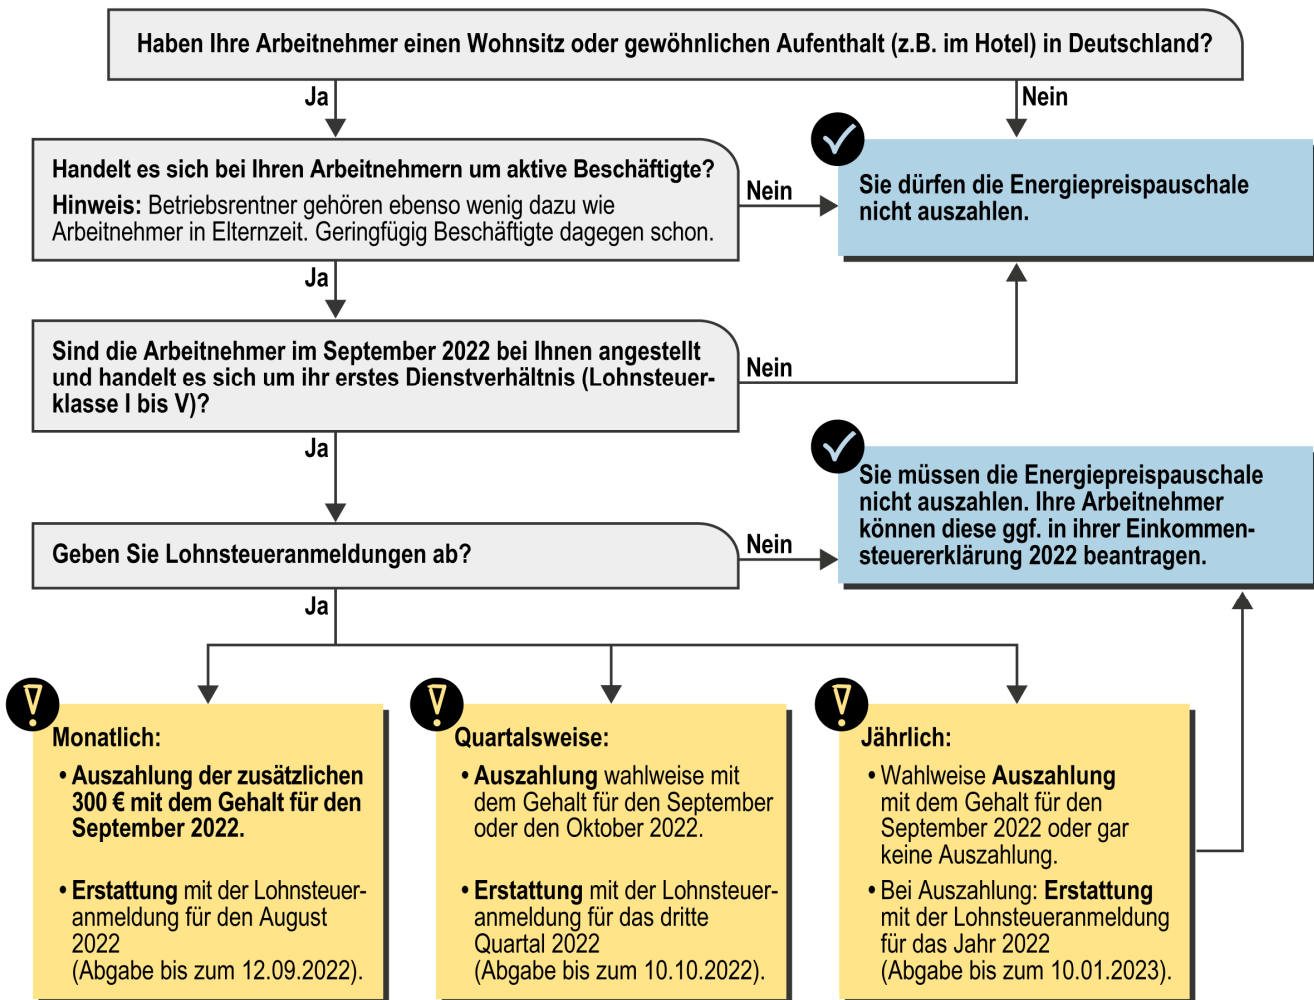 Haben Ihre Arbeitnehmer einen Wohnsitz oder gewöhnlichen Aufenthalt (z.B. im Hotel) in Deutschland?
Ja
Nein
Handelt es sich bei Ihren Arbeitnehmern um aktive Beschäftigte?
Hinweis: Betriebsrentner gehören ebenso wenig dazu wie
Arbeitnehmer in Elternzeit. Geringfügig Beschäftigte dagegen schon.
Nein
Sie dürfen die Energiepreispauschale
nicht auszahlen.
Ja
Sind die Arbeitnehmer im September 2022 bei Ihnen angestellt
und handelt es sich um ihr erstes Dienstverhältnis (Lohnsteuer-
klasse I bis V)?
Nein
Ja
Geben Sie Lohnsteueranmeldungen ab?
Nein
Sie müssen die Energiepreispauschale
nicht auszahlen. Ihre Arbeitnehmer
können diese ggf. in ihrer Einkommen-
steuererklärung 2022 beantragen.
Ja
Monatlich:
• Auszahlung der zusätzlichen
300 € mit dem Gehalt für den
September 2022.
• Erstattung mit der Lohnsteuer-
anmeldung für den August
2022
(Abgabe bis zum 12.09.2022).
Quartalsweise:
• Auszahlung wahlweise mit
dem Gehalt für den September
oder den Oktober 2022.
• Erstattung mit der Lohnsteuer-
anmeldung für das dritte
Quartal 2022
(Abgabe bis zum 10.10.2022).
Jährlich:
• Wahlweise Auszahlung
mit dem Gehalt für den
September 2022 oder gar
keine Auszahlung.
• Bei Auszahlung: Erstattung
mit der Lohnsteueranmeldung
für das Jahr 2022
(Abgabe bis zum 10.01.2023).